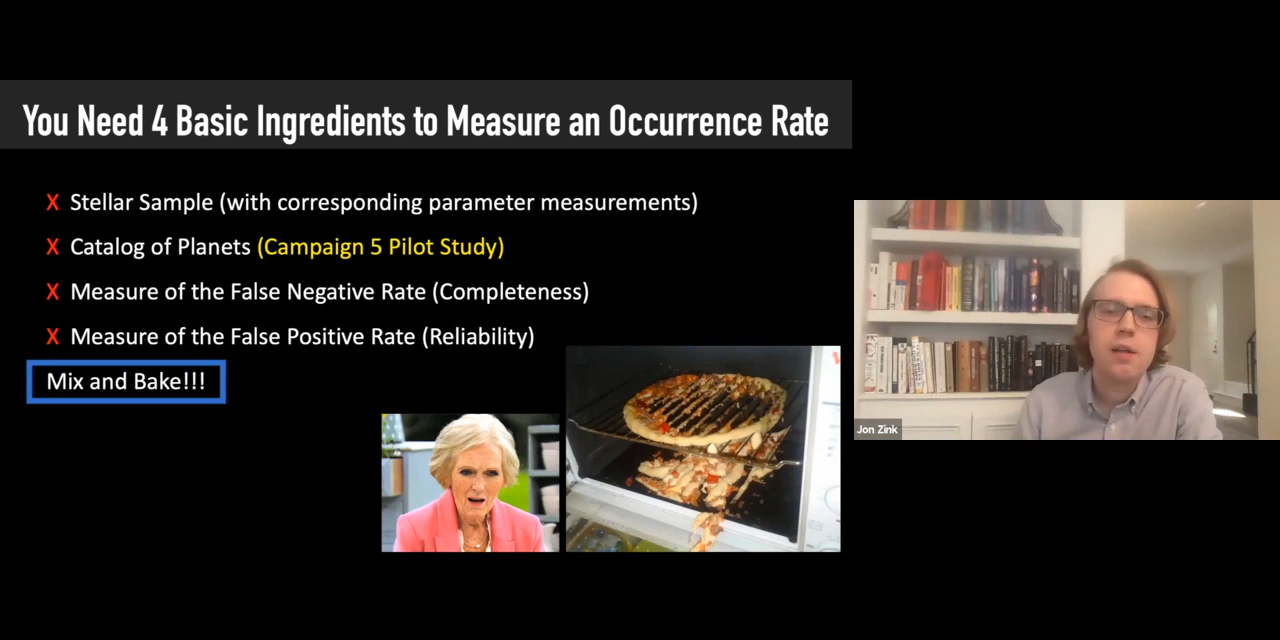 You Need 4 Basic Ingredients to Measure an Occurrence Rate
X Stellar Sample (with corresponding parameter measurements)
X Catalog of Planets (Campaign 5 Pilot Study)
X Measure of the False Negative Rate (Completeness)
X Measure of the False Positive Rate (Reliability)
Mix and Bake!!!
Jon Zink